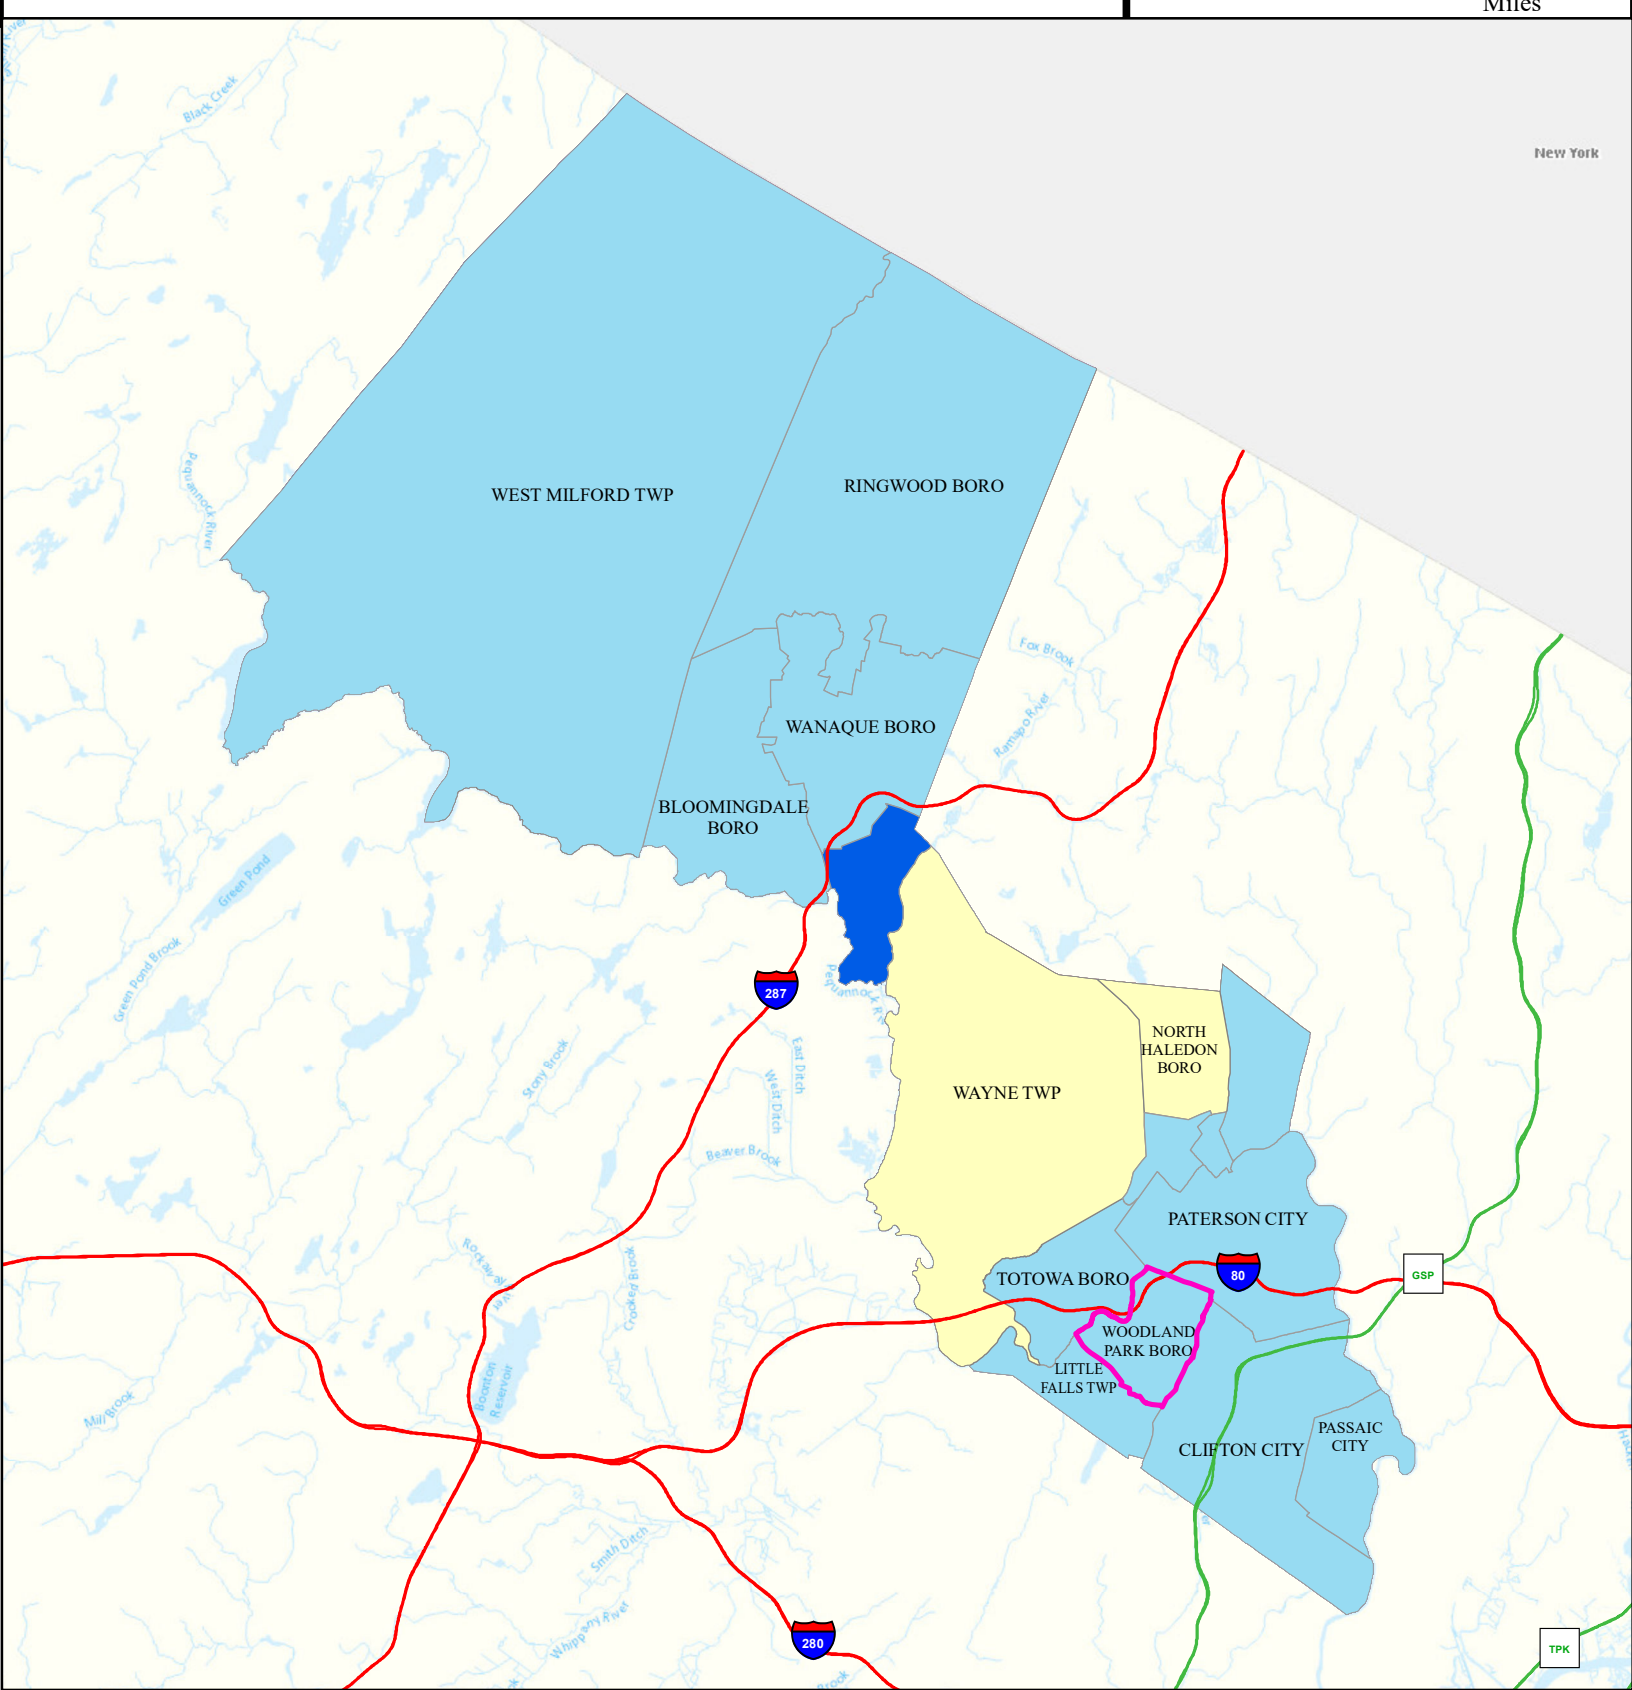 Miles
New York
Black Creek
Pequannock River
WEST MILFORD TWP
RINGWOOD BORO
Fox Brook
Ramapo River
WANAQUE BORO
BLOOMINGDALE
BORO
Green Pond
Green Pond Brook
287
Stony Brook
East Ditch
West Ditch
Beaver Brook
NORTH
HALEDON
BORO
WAYNE TWP
PATERSON CITY
TOTOWA BORO
80
GSP
Crooked Brook
WOODLAND
PARK BORO
LITTLE
FALLS TWP
Boonton
Reservoir
Mill Brook
CLIFTON CITY
PASSAIC
CITY
Smith Ditch
Whippany River
280
TPK
Brook